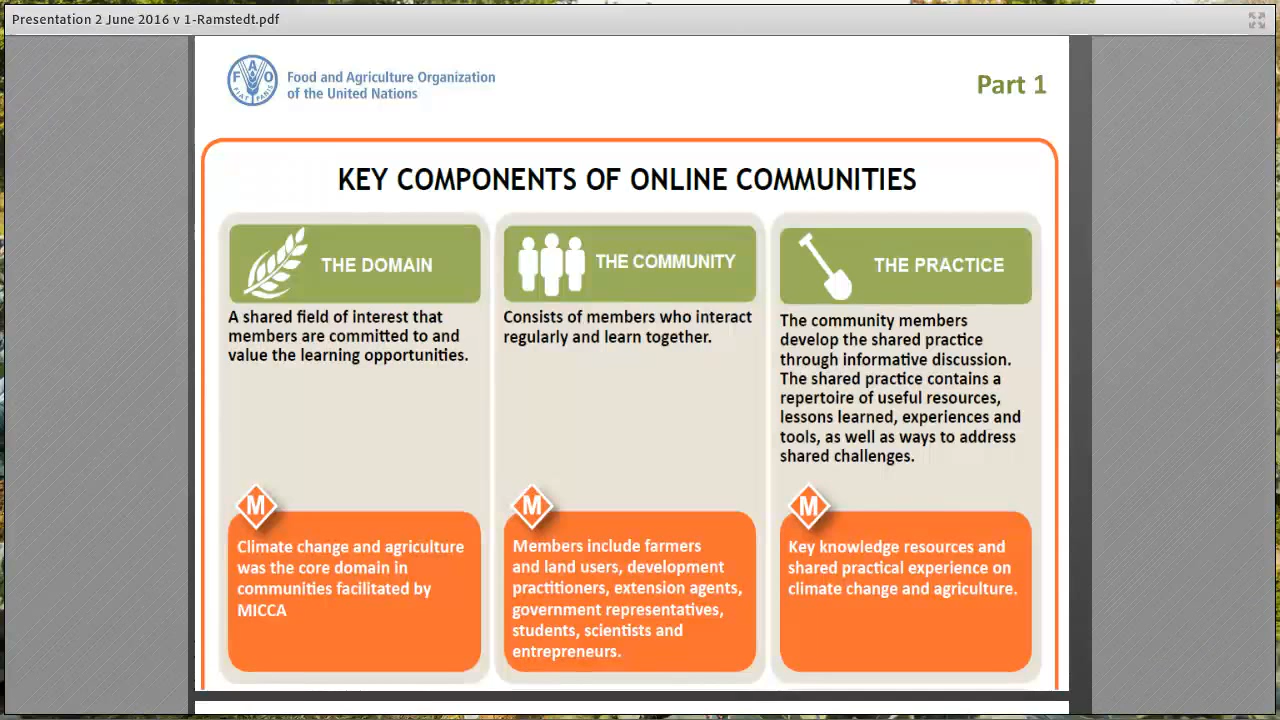 Presentation 2 June 2016 v 1-Ramstedt.pdf
FAO
FIAT PANIS
Food and Agriculture Organization
of the United Nations
Part 1
KEY COMPONENTS OF ONLINE COMMUNITIES
THE DOMAIN
A shared field of interest that
members are committed to and
value the learning opportunities.
M
Climate change and agriculture
was the core domain in
communities facilitated by
MICCA
THE COMMUNITY
Consists of members who interact
regularly and learn together.
M
Members include farmers
and land users, development
practitioners, extension agents,
government representatives,
students, scientists and
entrepreneurs.
THE PRACTICE
The community members
develop the shared practice
through informative discussion.
The shared practice contains a
repertoire of useful resources,
lessons learned, experiences and
tools, as well as ways to address
shared challenges.
M
Key knowledge resources and
shared practical experience on
climate change and agriculture.